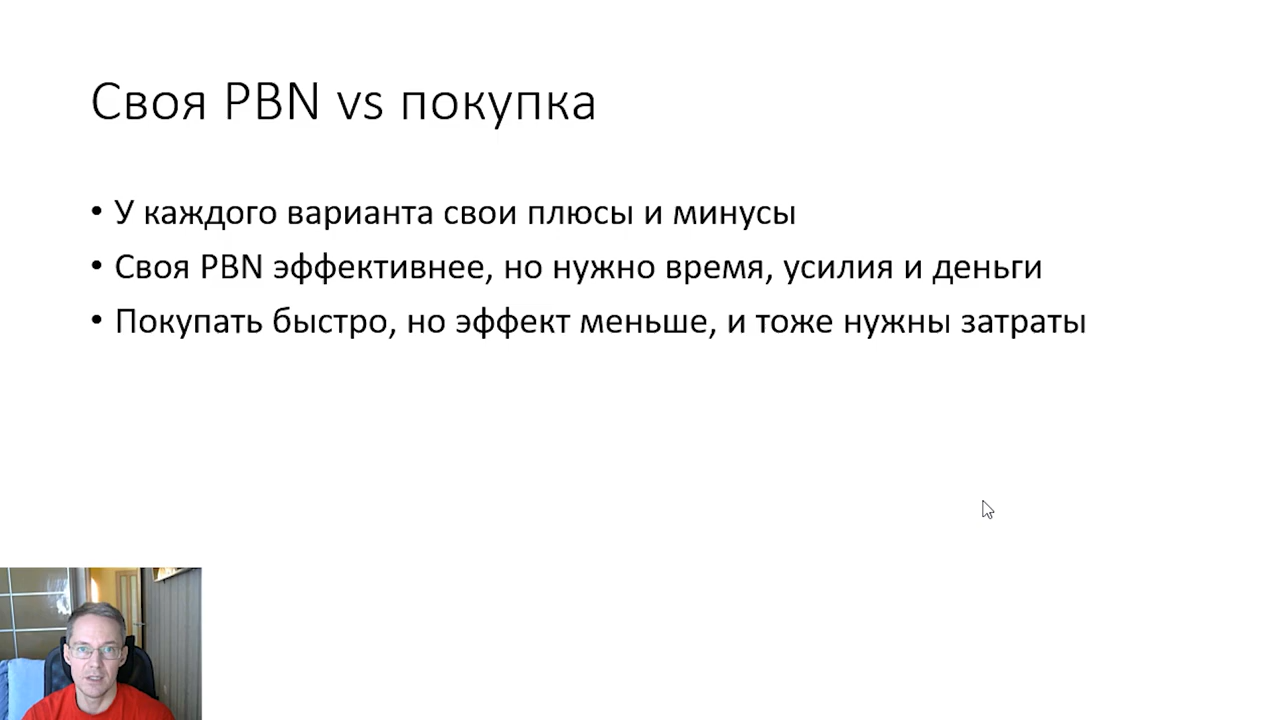 Своя PBN vs покупка
• У каждого варианта свои плюсы и минусы
• Своя PBN эффективнее, но нужно время, усилия и деньги
• Покупать быстро, но эффект меньше, и тоже нужны затраты